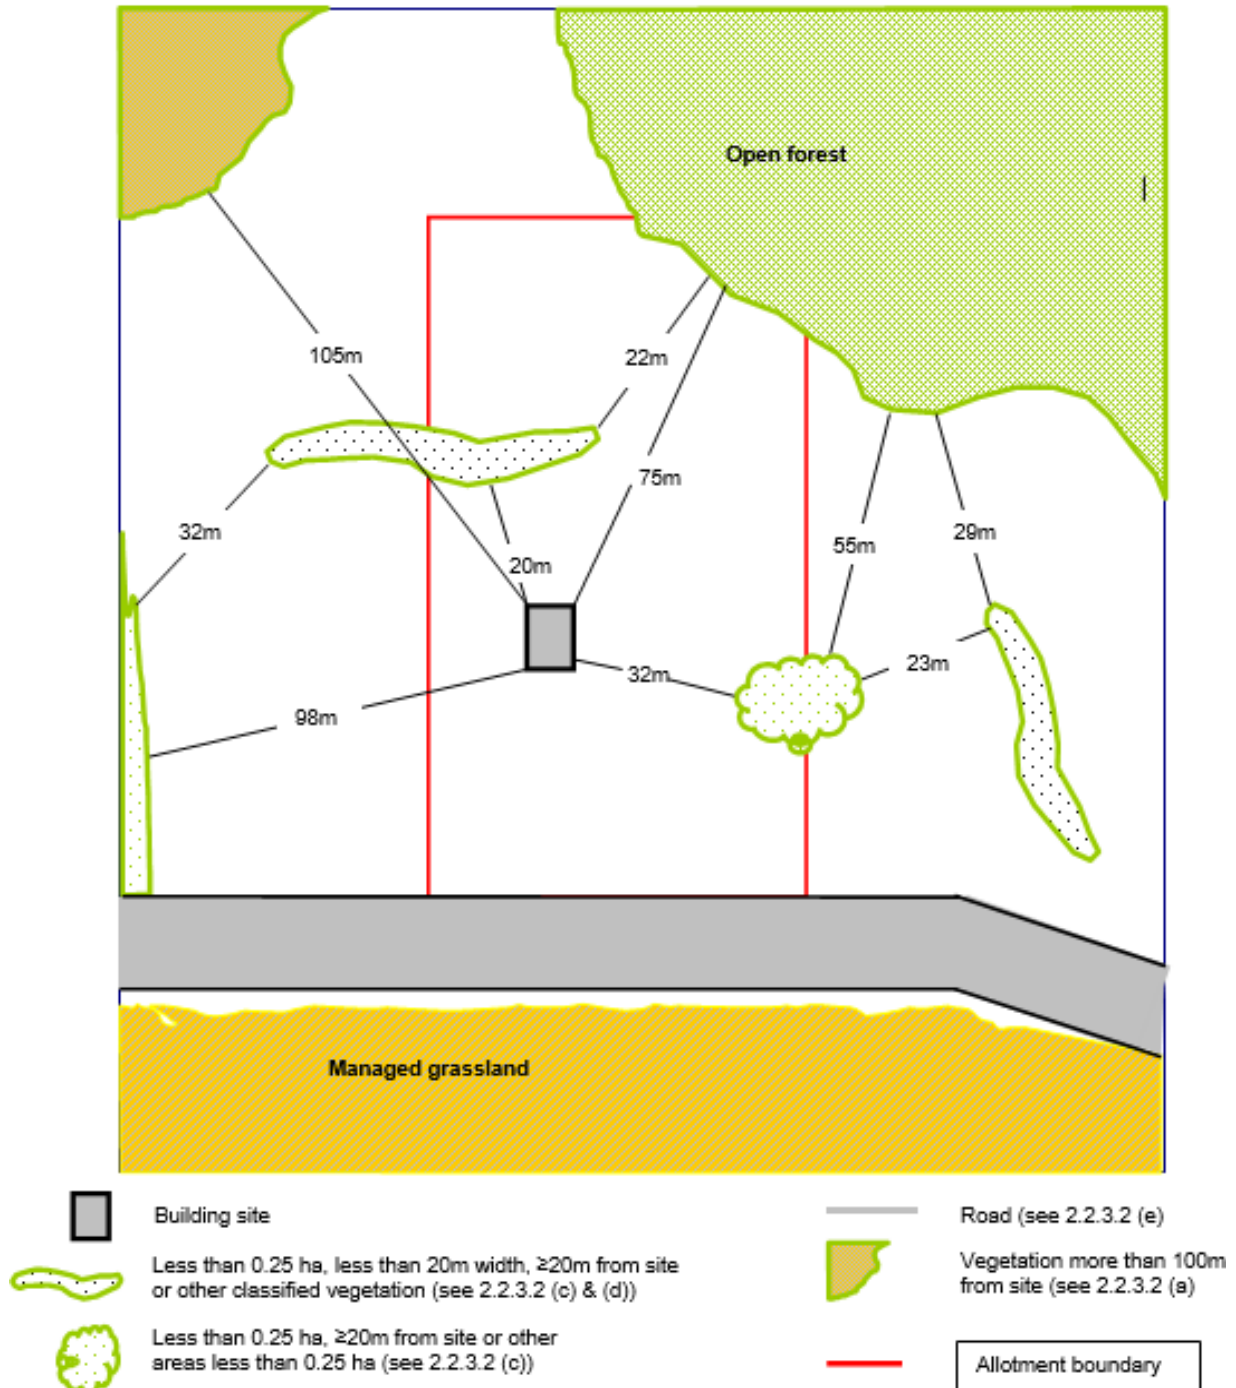 Open forest
105m
22m
75m
32m
20m
55m
29m
32m
23m
98m
Managed grassland
Building site
Less than 0.25 ha, less than 20m width, ≥20m from site
or other classified vegetation (see 2.2.3.2 (c) & (d))
Less than 0.25 ha, ≥20m from site or other
areas less than 0.25 ha (see 2.2.3.2 (c))
Road (see 2.2.3.2 (e)
Vegetation more than 100m
from site (see 2.2.3.2 (a)
Allotment boundary